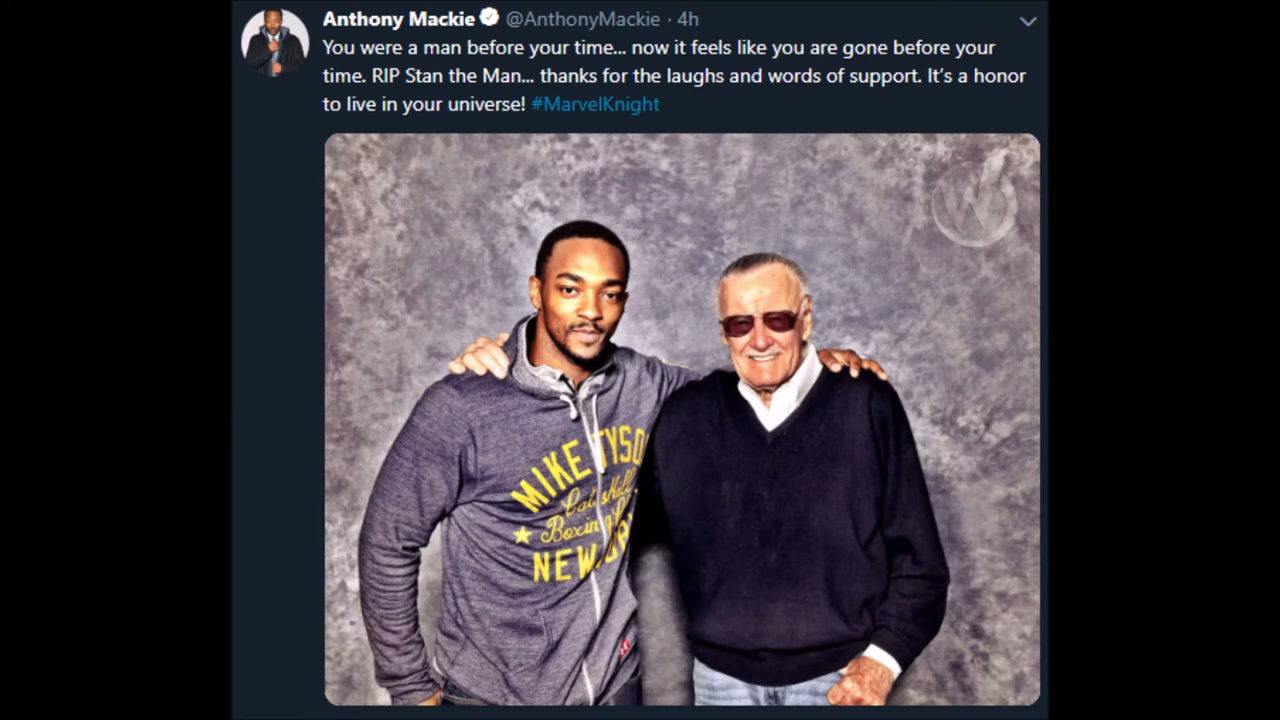 Anthony Mackie @AnthonyMackie · 4h
You were a man before your time... now it feels like you are gone before your
time. RIP Stan the Man... thanks for the laughs and words of support. It’s a honor
to live in your universe! #MarvelKnight
W
MIKE TYSO
Catskill
Boxing
NEW